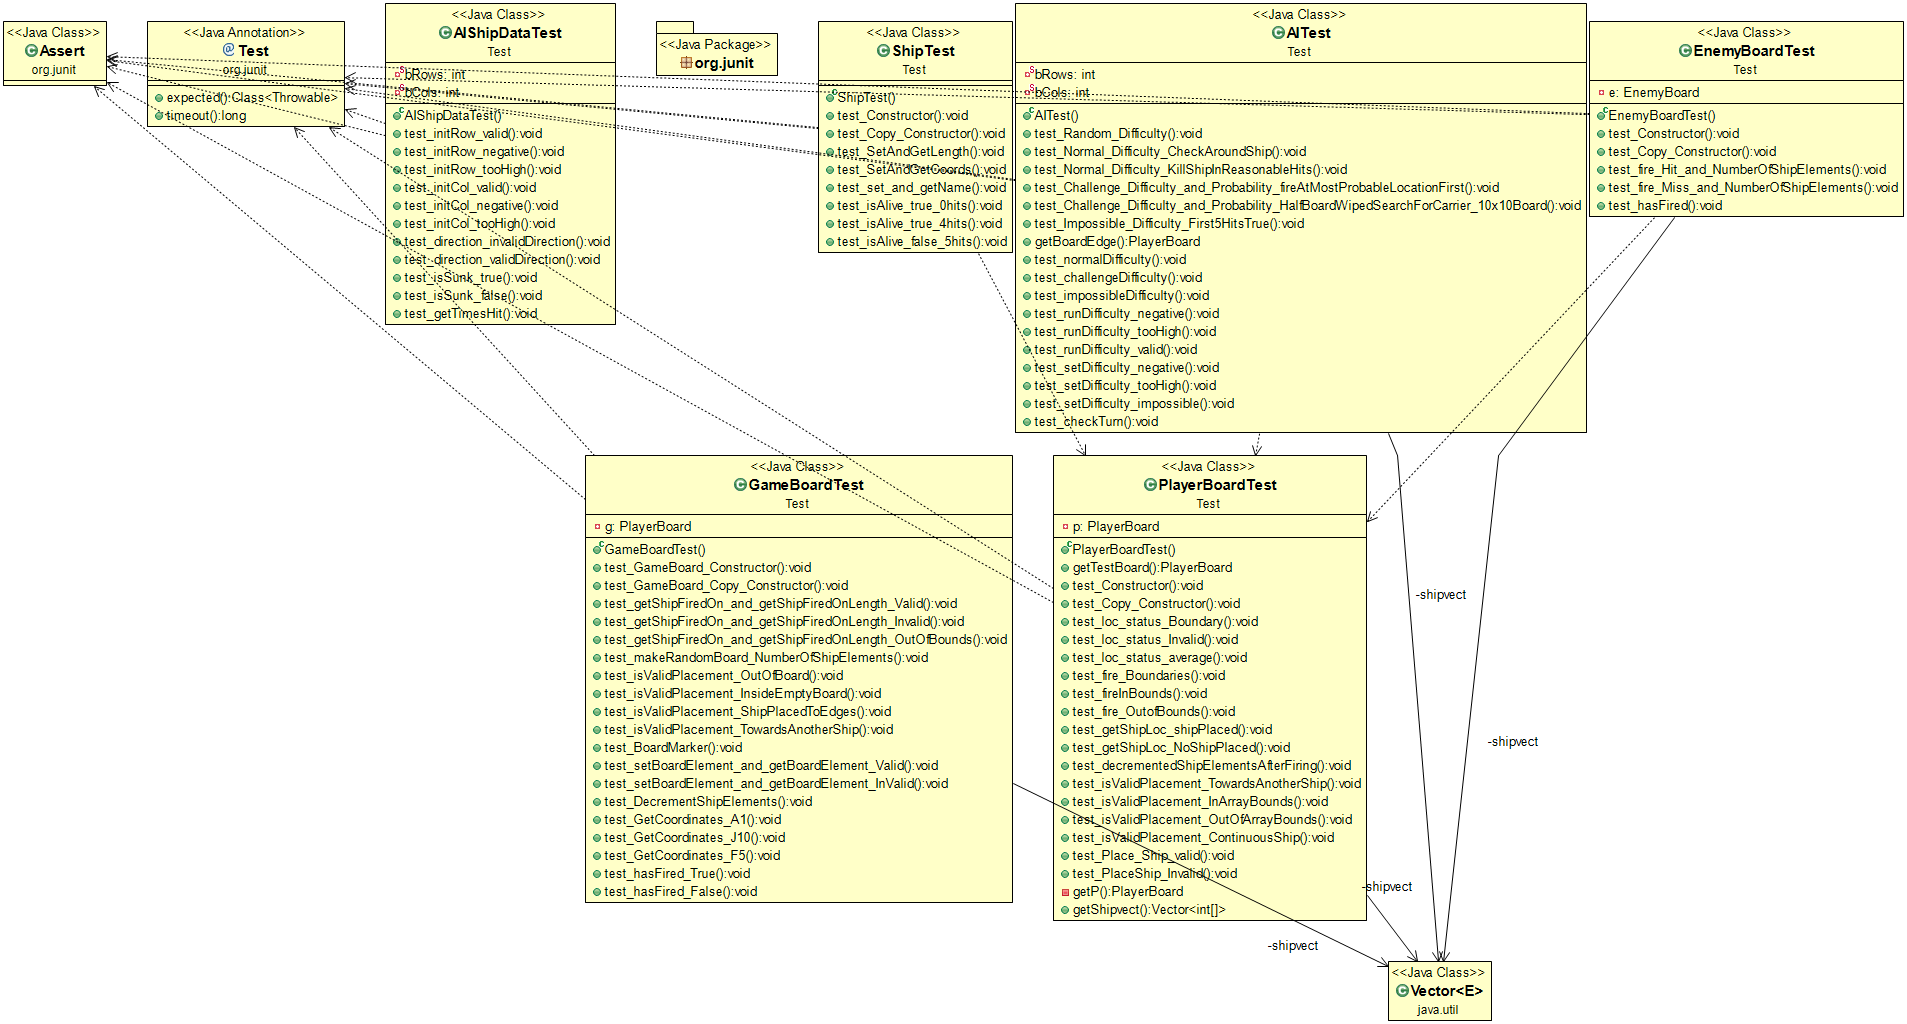 <<Java Class>>
Assert
org.junit
<<Java Annotation>>
Test
org.junit
expected():Class<Throwable>
timeout():long
<<Java Class>>
AIShipDataTest
Test
bRows: int
bCols: int
AIShipDataTest()
test_initRow_valid():void
test_initRow_negative():void
test_initRow_tooHigh():void
test_initCol_valid():void
test_initCol_negative():void
test_initCol_tooHigh():void
test_direction_invalidDirection():void
test_direction_validDirection():void
test_isSunk_true():void
test_isSunk_false():void
test_getTimesHit():void
<<Java Package>>
org.junit
<<Java Class>>
ShipTest
Test
ShipTest()
test_Constructor():void
test_Copy_Constructor():void
test_SetAndGetLength():void
test_SetAndGetCoords():void
test_set_and_getName():void
test_isAlive_true_0hits():void
test_isAlive_true_4hits():void
test_isAlive_false_5hits():void
<<Java Class>>
AITest
Test
bRows: int
bCols: int
AITest()
test_Random_Difficulty():void
test_Normal_Difficulty_CheckAroundShip():void
test_Normal_Difficulty_KillShipInReasonableHits():void
test_Challenge_Difficulty_and_Probability_fireAtMostProbableLocationFirst():void
test_Challenge_Difficulty_and_Probability_HalfBoardWipedSearchForCarrier_10x10Board():void
test_Impossible_Difficulty_First5HitsTrue():void
getBoardEdge():PlayerBoard
test_normalDifficulty():void
test_challengeDifficulty():void
test_impossibleDifficulty():void
test_runDifficulty_negative():void
test_runDifficulty_tooHigh():void
test_runDifficulty_valid():void
test_setDifficulty_negative():void
test_setDifficulty_tooHigh():void
test_setDifficulty_impossible():void
test_checkTurn():void
<<Java Class>>
EnemyBoardTest
Test
e: EnemyBoard
EnemyBoardTest()
test_Constructor():void
test_Copy_Constructor():void
test_fire_Hit_and_NumberOfShipElements():void
test_fire_Miss_and_NumberOfShipElements():void
test_hasFired():void
<<Java Class>>
GameBoardTest
Test
g: PlayerBoard
GameBoardTest()
test_GameBoard_Constructor():void
test_GameBoard_Copy_Constructor():void
test_getShipFiredOn_and_getShipFiredOnLength_Valid():void
test_getShipFiredOn_and_getShipFiredOnLength_Invalid():void
test_getShipFiredOn_and_getShipFiredOnLength_OutOfBounds():void
test_makeRandomBoard_NumberOfShipElements():void
test_isValidPlacement_OutOfBoard():void
test_isValidPlacement_InsideEmptyBoard():void
test_isValidPlacement_ShipPlacedToEdges():void
test_isValidPlacement_TowardsAnotherShip():void
test_BoardMarker():void
test_setBoardElement_and_getBoardElement_Valid():void
test_setBoardElement_and_getBoardElement_InValid():void
test_DecrementShipElements():void
test_GetCoordinates_A1():void
test_GetCoordinates_J10():void
test_GetCoordinates_F5():void
test_hasFired_True():void
test_hasFired_False():void
<<Java Class>>
PlayerBoardTest
Test
p: PlayerBoard
PlayerBoardTest()
getTestBoard():PlayerBoard
test_Constructor():void
test_Copy_Constructor():void
test_loc_status_Boundary():void
test_loc_status_Invalid():void
test_loc_status_average():void
test_fire_Boundaries():void
test_fireInBounds():void
test_fire_OutofBounds():void
test_getShipLoc_shipPlaced():void
test_getShipLoc_NoShipPlaced():void
test_decrementedShipElementsAfterFiring():void
test_isValidPlacement_TowardsAnotherShip():void
test_isValidPlacement_InArrayBounds():void
test_isValidPlacement_OutOfArrayBounds():void
test_isValidPlacement_ContinuousShip():void
test_Place_Ship_valid():void
test_PlaceShip_Invalid():void
getP():PlayerBoard
getShipvect():Vector<int[]>
-shipvect
-shipvect
-shipvect
-shipvect
<<Java Class>>
Vector<E>
java.util